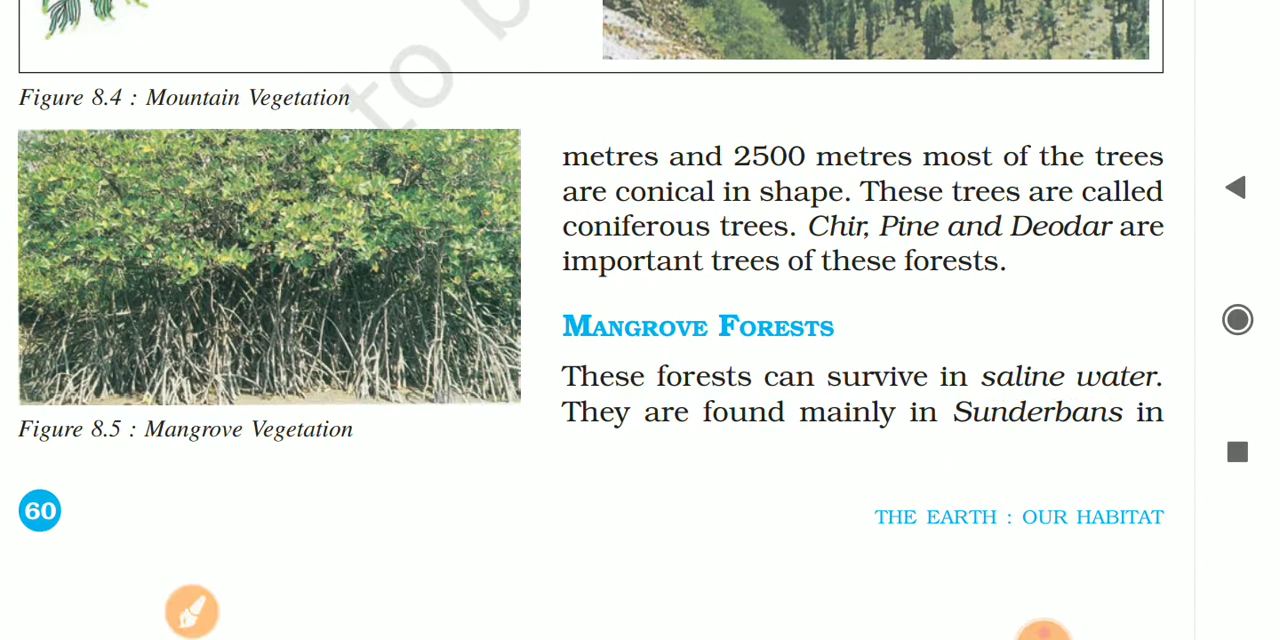 to b
Figure 8.4 : Mountain Vegetation
metres and 2500 metres most of the trees
are conical in shape. These trees are called
coniferous trees. Chir, Pine and Deodar are
important trees of these forests.
MANGROVE FORESTS
These forests can survive in saline water.
They are found mainly in Sunderbans in
Figure 8.5 : Mangrove Vegetation
60
THE EARTH : OUR HABITAT